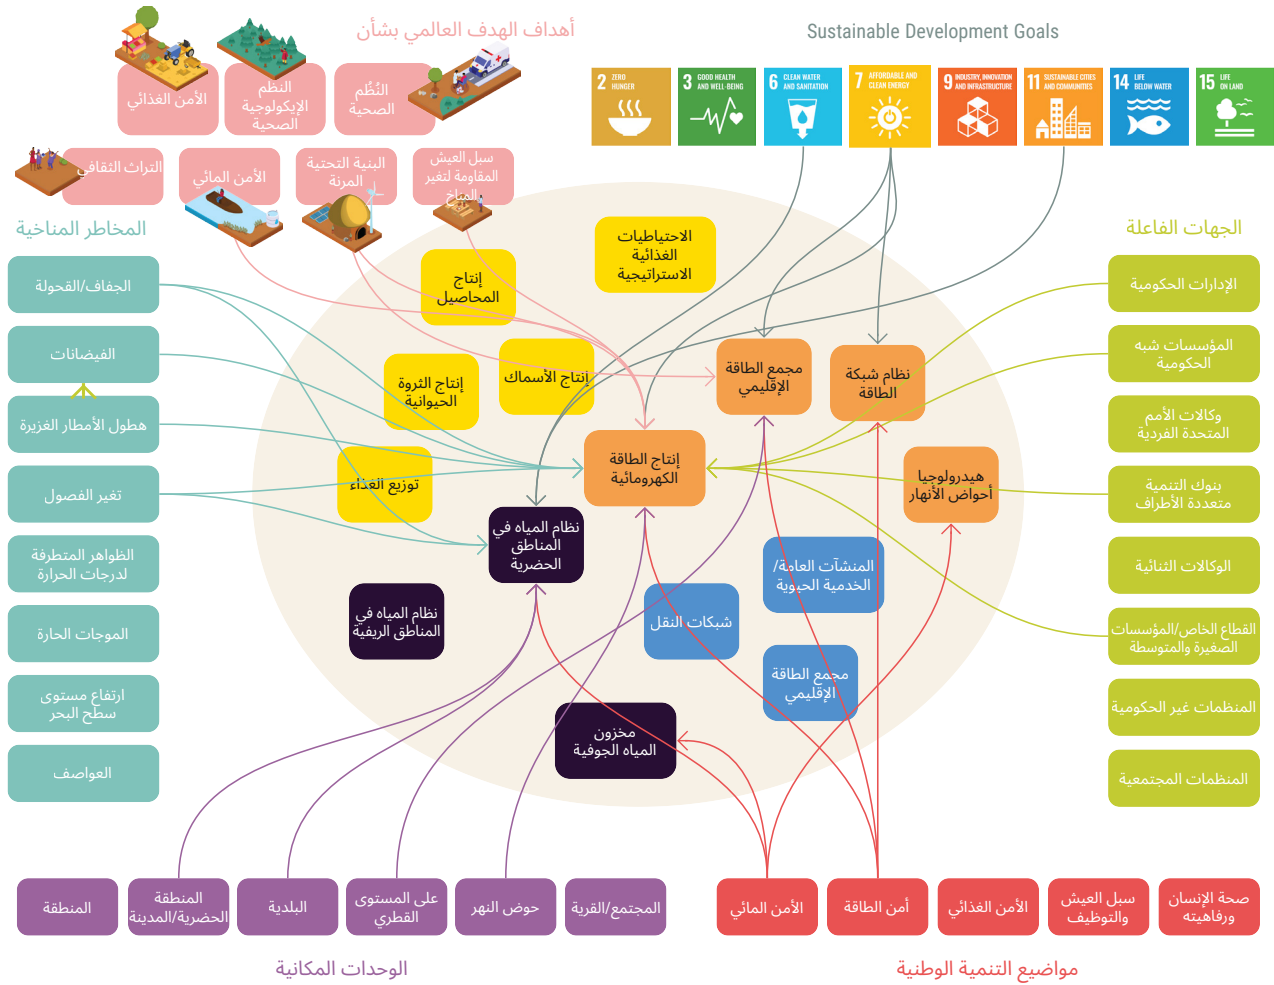 أهداف الهدف العالمي بشأن
الأمن الغذائي
النظم
الإيكولوجية
الصحية
النُظُم
الصحية
التراث الثقافي
الأمن المائي
البنية التحتية
المرنة
سبل العيش
المقاومة لتغير
المناخ
Sustainable Development Goals
2 ZERO
HUNGER
3 GOOD HEALTH
AND WELL-BEING
6 CLEAN WATER
AND SANITATION
7 AFFORDABLE AND
CLEAN ENERGY
9 INDUSTRY, INNOVATION
AND INFRASTRUCTURE
11 SUSTAINABLE CITIES
AND COMMUNITIES
14 LIFE
BELOW WATER
15 LIFE
ON LAND
المخاطر المناخية
الجفاف/القحولة
الفيضانات
هطول الأمطار الغزيرة
تغير الفصول
الظواهر المتطرفة
لدرجات الحرارة
الموجات الحارة
ارتفاع مستوى
سطح البحر
العواصف
الاحتياطيات
الغذائية
الاستراتيجية
إنتاج
المحاصيل
إنتاج الأسماك
إنتاج الثروة
الحيوانية
توزيع الغذاء
مجمع الطاقة
الإقليمي
نظام شبكة
الطاقة
إنتاج الطاقة
الكهرومائية
هيدرولوجيا
أحواض الأنهار
نظام المياه في
المناطق
الحضرية
نظام المياه في
المناطق الريفية
مخزون
المياه الجوفية
المنشآت العامة/
الخدمية الحيوية
شبكات النقل
مجمع الطاقة
الإقليمي
الجهات الفاعلة
الإدارات الحكومية
المؤسسات شبه
الحكومية
وكالات الأمم
المتحدة الفردية
بنوك التنمية
متعددة الأطراف
الوكالات الثنائية
القطاع الخاص/المؤسسات
الصغيرة والمتوسطة
المنظمات غير الحكومية
المنظمات المجتمعية
المنطقة
المنطقة
الحضرية/المدينة
البلدية
على المستوى
القطري
حوض النهر
المجتمع/القرية
الوحدات المكانية
الأمن المائي
أمن الطاقة
الأمن الغذائي
سبل العيش
والتوظيف
صحة الإنسان
ورفاهيته
مواضيع التنمية الوطنية